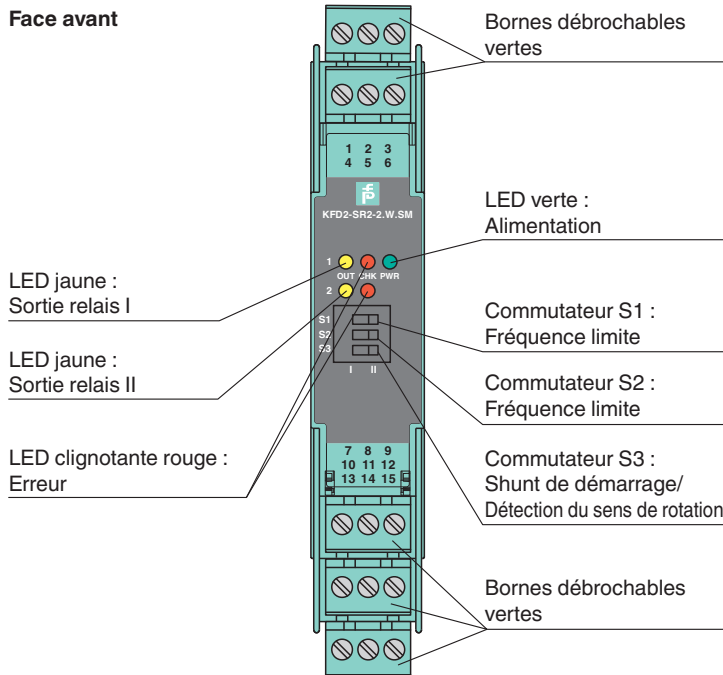 Face avant
Bornes débrochables
vertes
1 2 3
4 5 6
KFD2-SR2-2.W.SM
LED verte :
Alimentation
1
OUT CHK PWR
2
LED jaune :
Sortie relais I
S1
S2
S3
I II
Commutateur S1 :
Fréquence limite
LED jaune :
Sortie relais II
Commutateur S2 :
Fréquence limite
LED clignotante rouge :
Erreur
7 8 9
10 11 12
13 14 15
Commutateur S3 :
Shunt de démarrage/
Détection du sens de rotation
Bornes débrochables
vertes